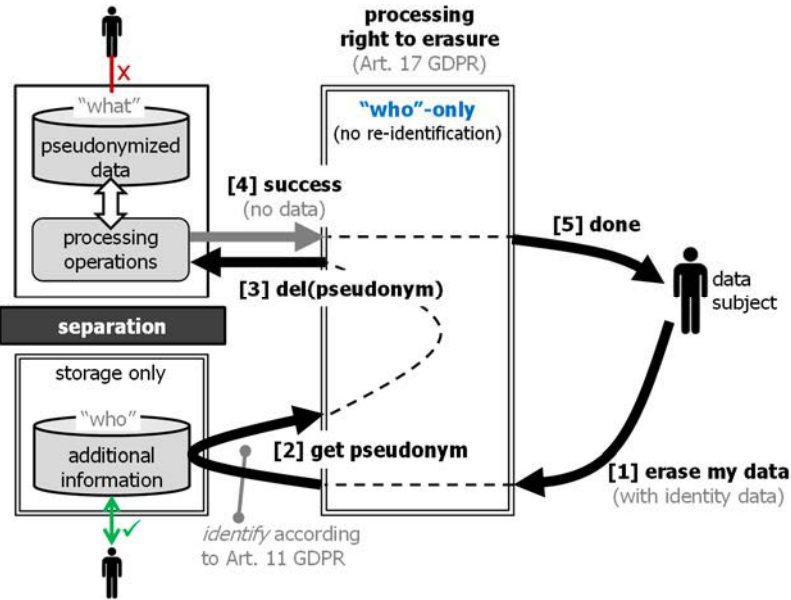 processing
right to erasure
(Art. 17 GDPR)
X
"what"
pseudonymized
data
processing
operations
"who"-only
(no re-identification)
[4] success
(no data)
[5] done
[3] del(pseudonym)
data
subject
separation
storage only
"who"
additional
information
[2] get pseudonym
[1] erase my data
(with identity data)
identify according
to Art. 11 GDPR